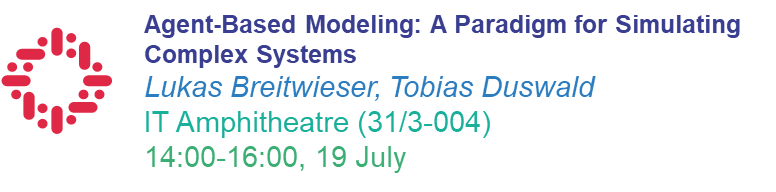 Agent-Based Modeling: A Paradigm for Simulating
Complex Systems
Lukas Breitwieser, Tobias Duswald
IT Amphitheatre (31/3-004)
14:00-16:00, 19 July